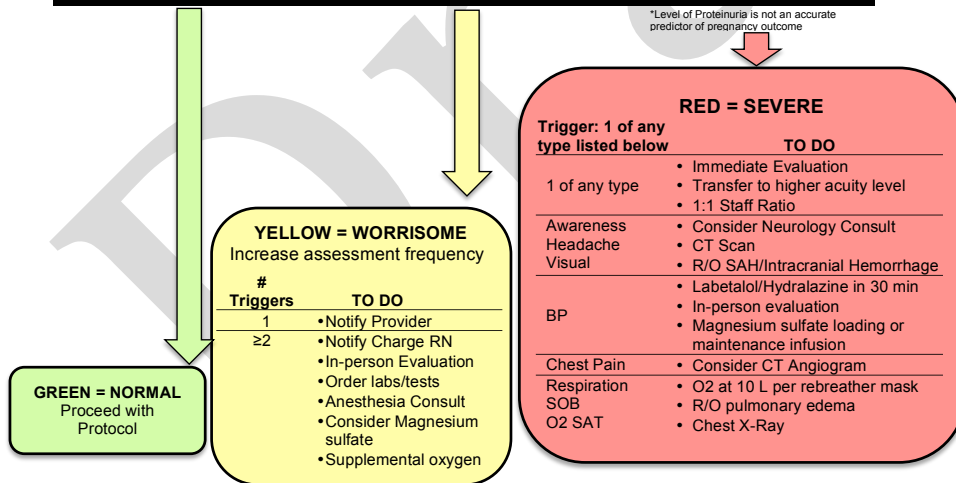 *Level of Proteinuria is not an accurate
predictor of pregnancy outcome
RED = SEVERE
Trigger: 1 of any
type listed below
TO DO
1 of any type
• Immediate Evaluation
• Transfer to higher acuity level
• 1:1 Staff Ratio
Awareness
Headache
Visual
• Consider Neurology Consult
• CT Scan
• R/O SAH/Intracranial Hemorrhage
BP
• Labetalol/Hydralazine in 30 min
• In-person evaluation
• Magnesium sulfate loading or
maintenance infusion
Chest Pain
• Consider CT Angiogram
Respiration
SOB
O2 SAT
• O2 at 10 L per rebreather mask
• R/O pulmonary edema
• Chest X-Ray
YELLOW = WORRISOME
Increase assessment frequency
#
Triggers
TO DO
1
•Notify Provider
≥2
•Notify Charge RN
•In-person Evaluation
•Order labs/tests
•Anesthesia Consult
•Consider Magnesium
sulfate
•Supplemental oxygen
GREEN = NORMAL
Proceed with
Protocol